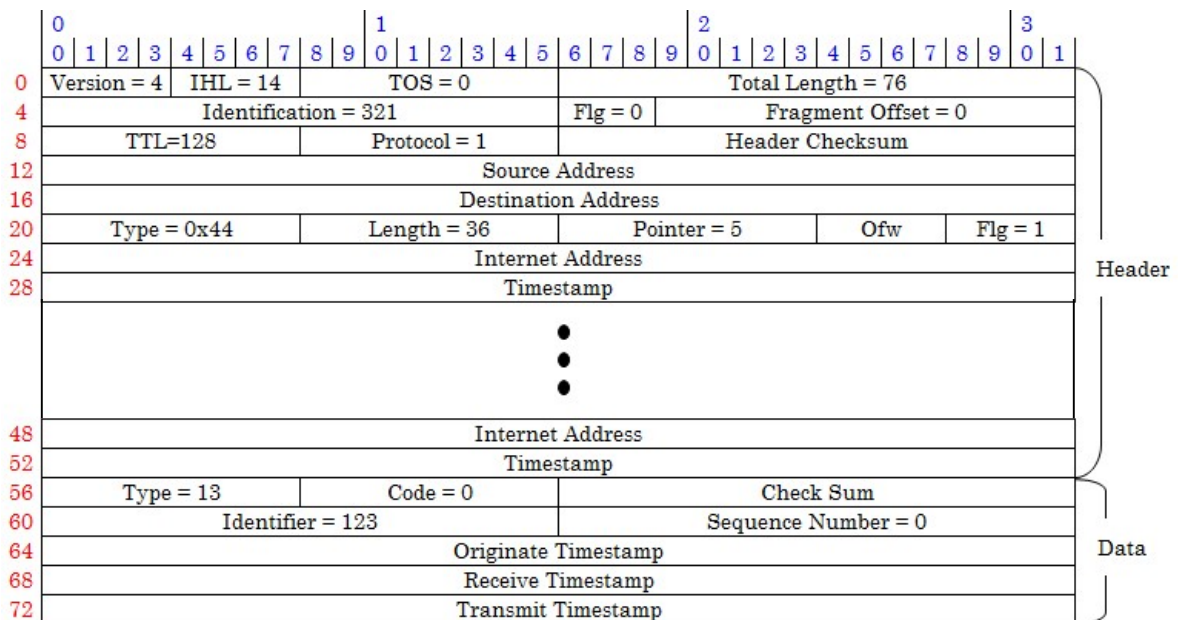 0 1 2 3
0 1 2 3 4 5 6 7 8 9 0 1 2 3 4 5 6 7 8 9 0 1 2 3 4 5 6 7 8 9 0 1
0 Version = 4 IHL = 14 TOS = 0 Total Length = 76
4 Identification = 321 Flg = 0 Fragment Offset = 0
8 TTL=128 Protocol = 1 Header Checksum
12 Source Address
16 Destination Address
20 Type = 0x44 Length = 36 Pointer = 5 Ofw Flg = 1
24 Internet Address
Header
28 Timestamp
48 Internet Address
52 Timestamp
56 Type = 13 Code = 0 Check Sum
60 Identifier = 123 Sequence Number = 0
64 Originate Timestamp Data
68 Receive Timestamp
72 Transmit Timestamp